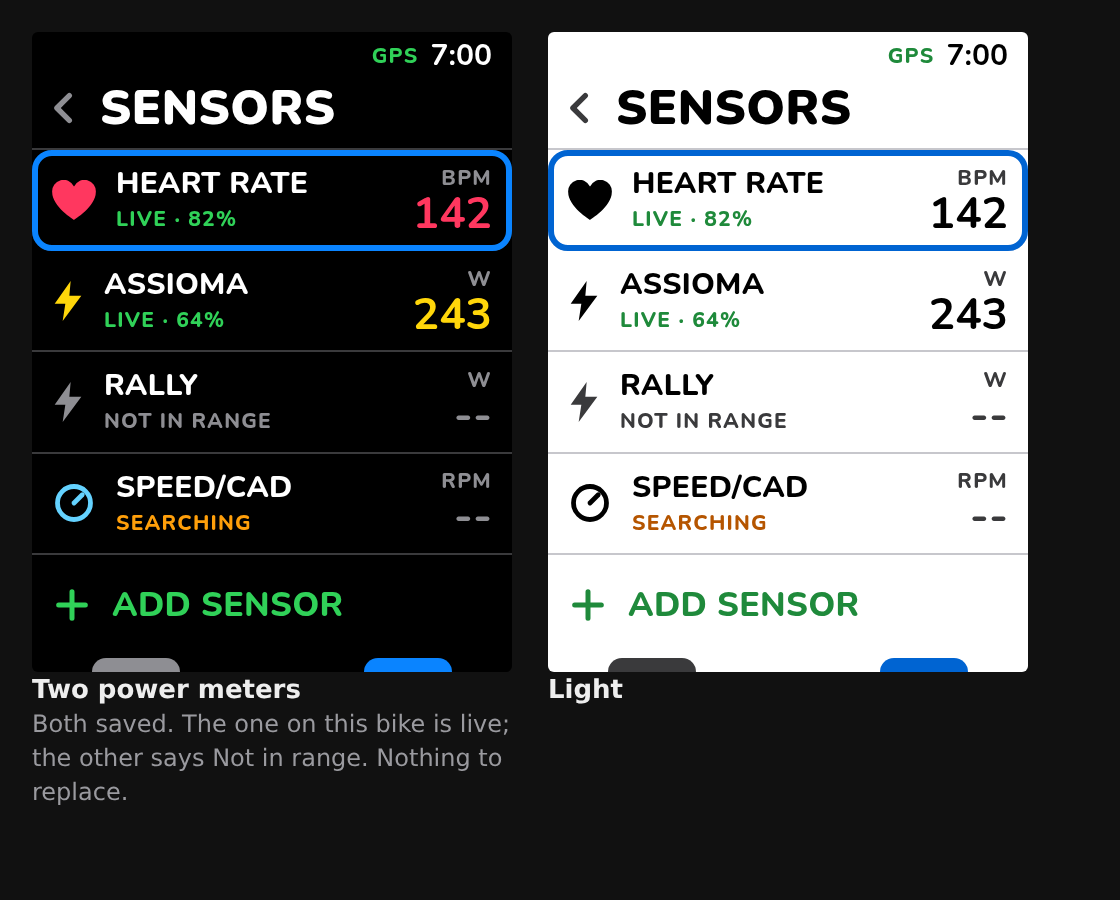 GPS 7:00
SENSORS
HEART RATE BPM
LIVE · 82% 142
ASSIOMA W
LIVE · 64% 243
RALLY W
NOT IN RANGE --
SPEED/CAD RPM
SEARCHING --
+ ADD SENSOR
Two power meters
Both saved. The one on this bike is live;
the other says Not in range. Nothing to
replace.
GPS 7:00
SENSORS
HEART RATE BPM
LIVE · 82% 142
ASSIOMA W
LIVE · 64% 243
RALLY W
NOT IN RANGE --
SPEED/CAD RPM
SEARCHING --
+ ADD SENSOR
Light